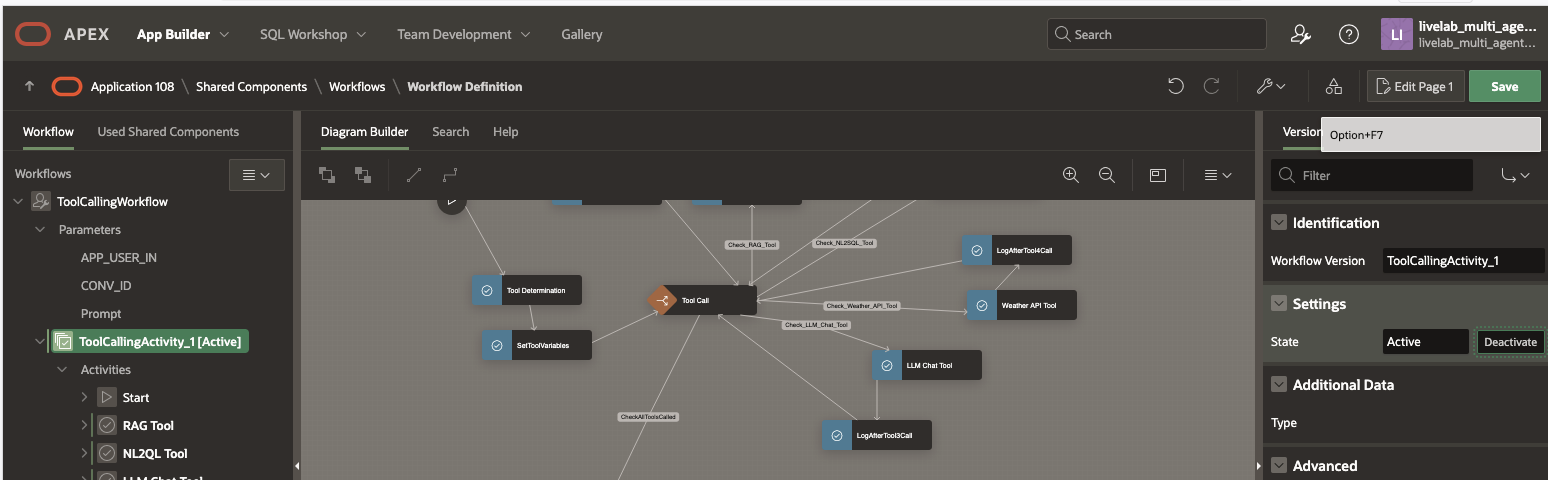 APEX
App Builder
SQL Workshop
Team Development
Gallery
Search
LI
livelab_multi_age...
livelab_multi_agent...
Application 108 \ Shared Components \ Workflows \ Workflow Definition
Edit Page 1
Save
Workflow
Used Shared Components
Diagram Builder
Search
Help
Version
Option+F7
Workflows
Filter
ToolCallingWorkflow
Parameters
APP_USER_IN
CONV_ID
Prompt
ToolCallingActivity_1 [Active]
Activities
Start
RAG Tool
NL2QL Tool
LLM Chat Tool
Check_RAG_Tool
Check_NL2SQL_Tool
LogAfterTool4Call
Tool Determination
Tool Call
Check_Weather_API_Tool
Weather API Tool
Check_LLM_Chat_Tool
SetToolVariables
LLM Chat Tool
CheckAllToolsCalled
LogAfterTool3Call
Identification
Workflow Version
ToolCallingActivity_1
Settings
State
Active
Deactivate
Additional Data
Type
Advanced